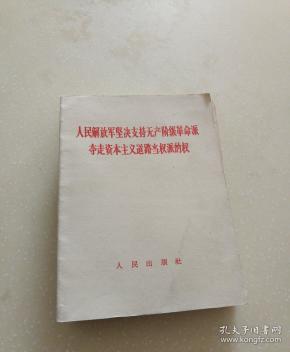 人民解放军坚决支持无产阶级革命派
夺走资本主义道路当权派的权
人民出版社
孔夫子旧书网